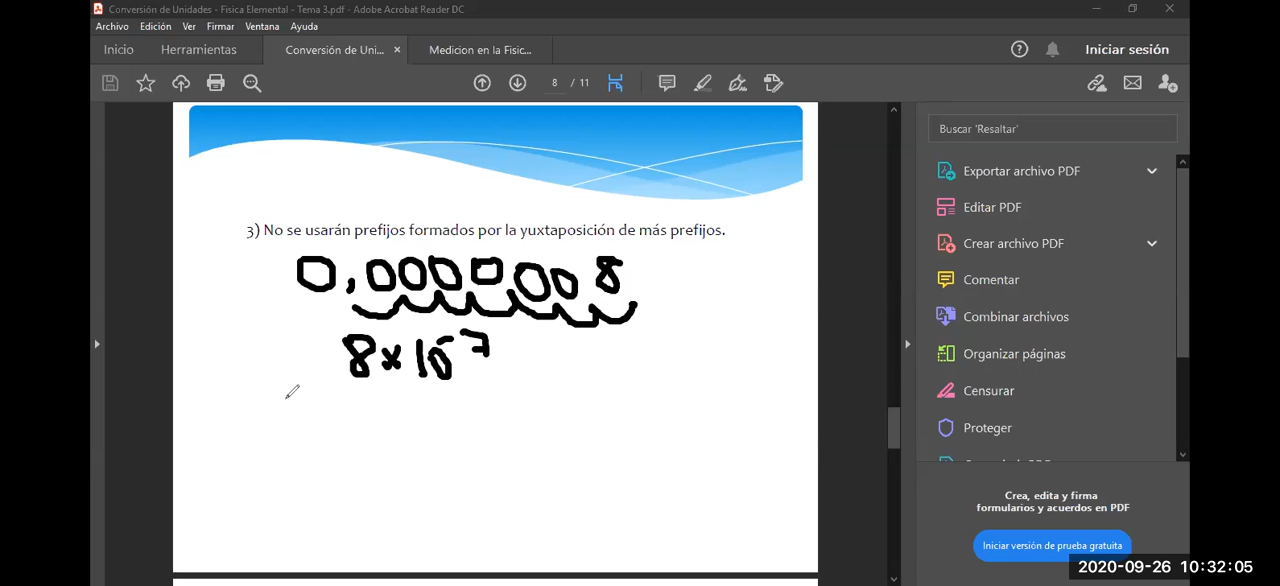 Conversión de Unidades - Fisica Elemental - Tema 3.pdf - Adobe Acrobat Reader DC
Archivo Edición Ver Firmar Ventana Ayuda
Inicio Herramientas Conversión de Uni... × Medicion en la Fisic... Iniciar sesión
8 / 11
Buscar 'Resaltar'
Exportar archivo PDF
Editar PDF
Crear archivo PDF
Comentar
Combinar archivos
Organizar páginas
Censurar
Proteger
3) No se usarán prefijos formados por la yuxtaposición de más prefijos.
0,0000008
8 × 10⁻⁷
Crea, edita y firma
formularios y acuerdos en PDF
Iniciar versión de prueba gratuita
2020-09-26 10:32:05